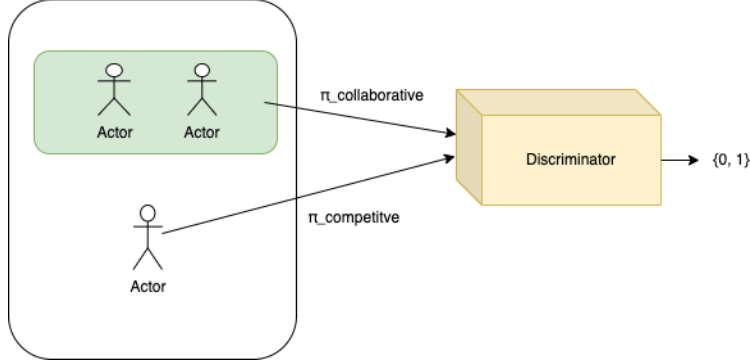 π_collaborative
Actor
Actor
Discriminator
{0, 1}
π_competitve
Actor